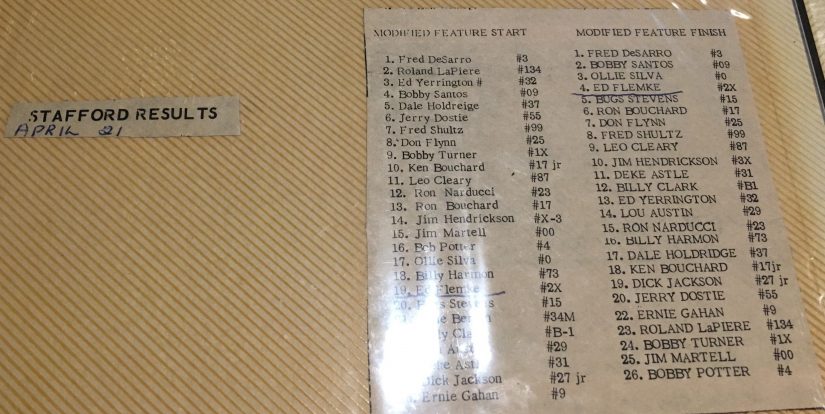 STAFFORD RESULTS
APRIL 21
MODIFIED FEATURE START
1. Fred DeSarro #3
2. Roland LaPiere #134
3. Ed Yerrington # #32
4. Bobby Santos #09
5. Dale Holdreige #37
6. Jerry Dostie #55
7. Fred Shultz #99
8. Don Flynn #25
9. Bobby Turner #1X
10. Ken Bouchard #17 jr
11. Leo Cleary #87
12. Ron Narducci #23
13. Ron Bouchard #17
14. Jim Hendrickson #X-3
15. Jim Martell #00
16. Bob Potter #4
17. Ollie Silva #0
18. Billy Harmon #73
19. Ed Flemke #2X
20. Stevens #15
#34M
#B-1
#29
#31
Dick Jackson #27 jr
Ernie Gahan #9
MODIFIED FEATURE FINISH
1. FRED DeSARRO #3
2. BOBBY SANTOS #09
3. OLLIE SILVA #0
4. ED FLEMKE #2X
5. BUGS STEVENS #15
6. RON BOUCHARD #17
7. DON FLYNN #25
8. FRED SHULTZ #99
9. LEO CLEARY #87
10. JIM HENDRICKSON #3X
11. DEKE ASTLE #31
12. BILLY CLARK #B1
13. ED YERRINGTON #32
14. LOU AUSTIN #29
15. RON NARDUCCI #23
16. BILLY HARMON #73
17. DALE HOLDRIDGE #37
18. KEN BOUCHARD #17jr
19. DICK JACKSON #27 jr
20. JERRY DOSTIE #55
22. ERNIE GAHAN #9
23. ROLAND LaPIERE #134
24. BOBBY TURNER #1X
25. JIM MARTELL #00
26. BOBBY POTTER #4